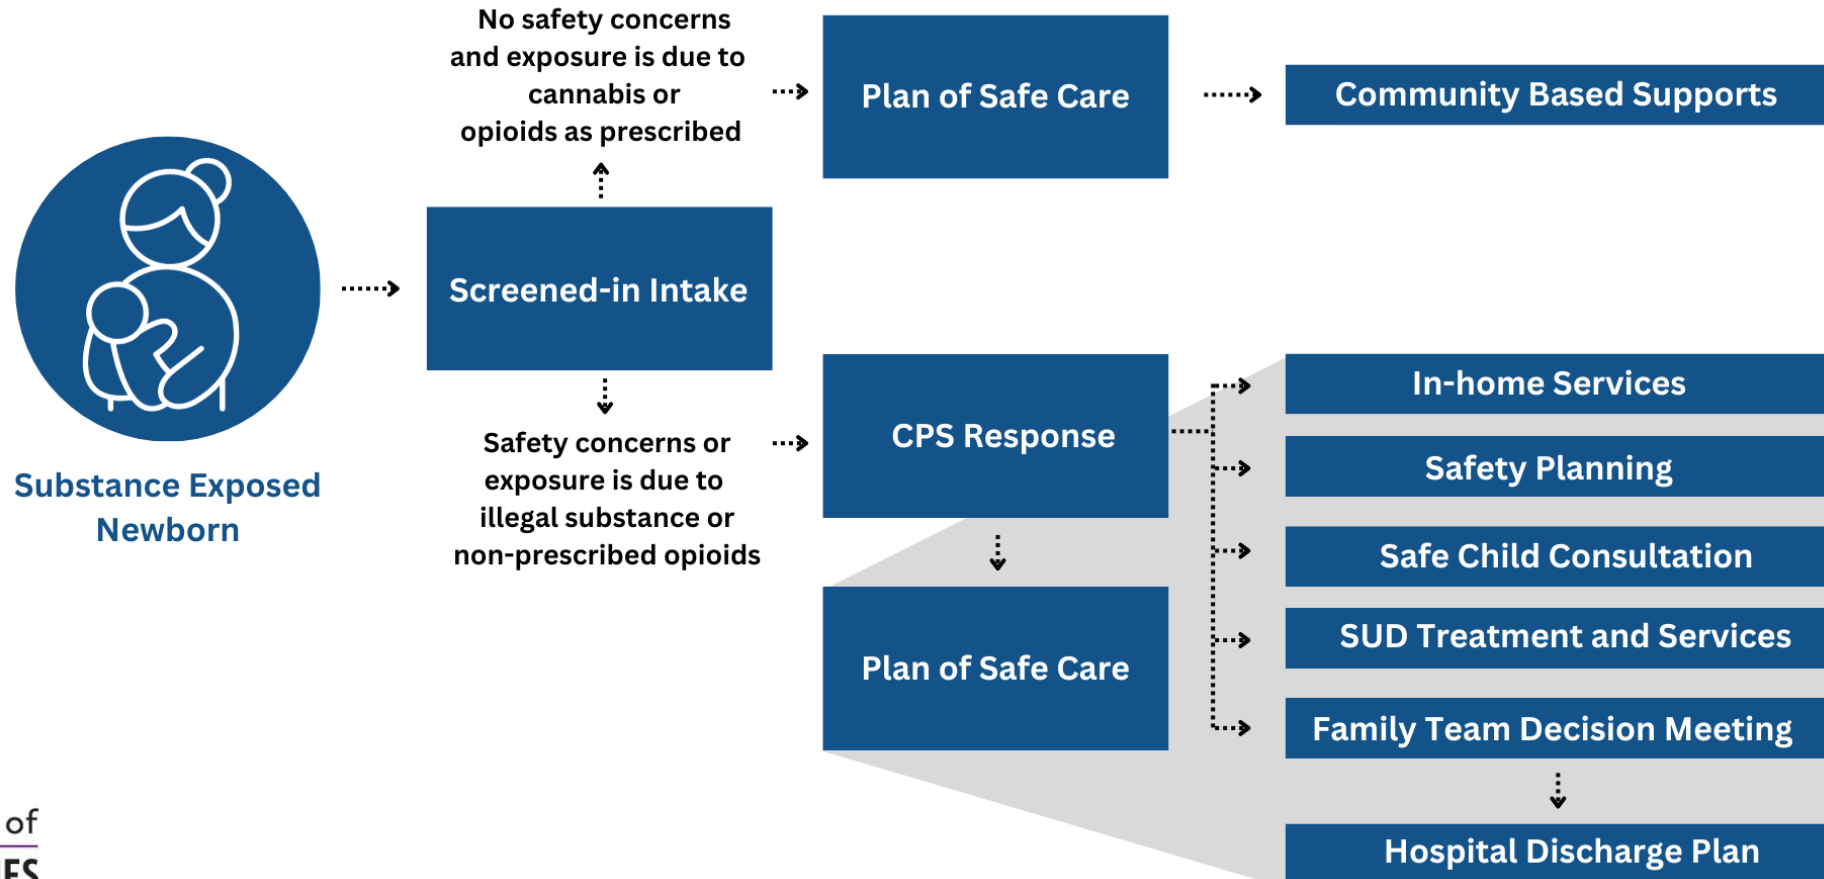 No safety concerns
and exposure is due to
cannabis or
opioids as prescribed
Plan of Safe Care
Community Based Supports
Screened-in Intake
Substance Exposed
Newborn
Safety concerns or
exposure is due to
illegal substance or
non-prescribed opioids
CPS Response
Plan of Safe Care
In-home Services
Safety Planning
Safe Child Consultation
SUD Treatment and Services
Family Team Decision Meeting
Hospital Discharge Plan
of